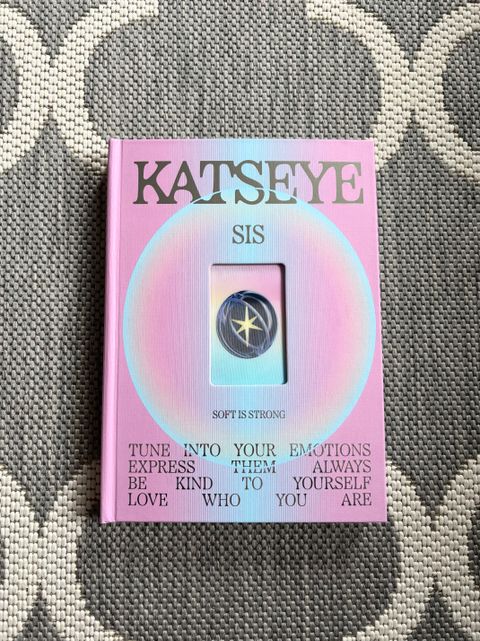 KATSEYE
SIS
SOFT IS STRONG
TUNE INTO YOUR EMOTIONS
EXPRESS THEM ALWAYS
BE KIND TO YOURSELF
LOVE WHO YOU ARE